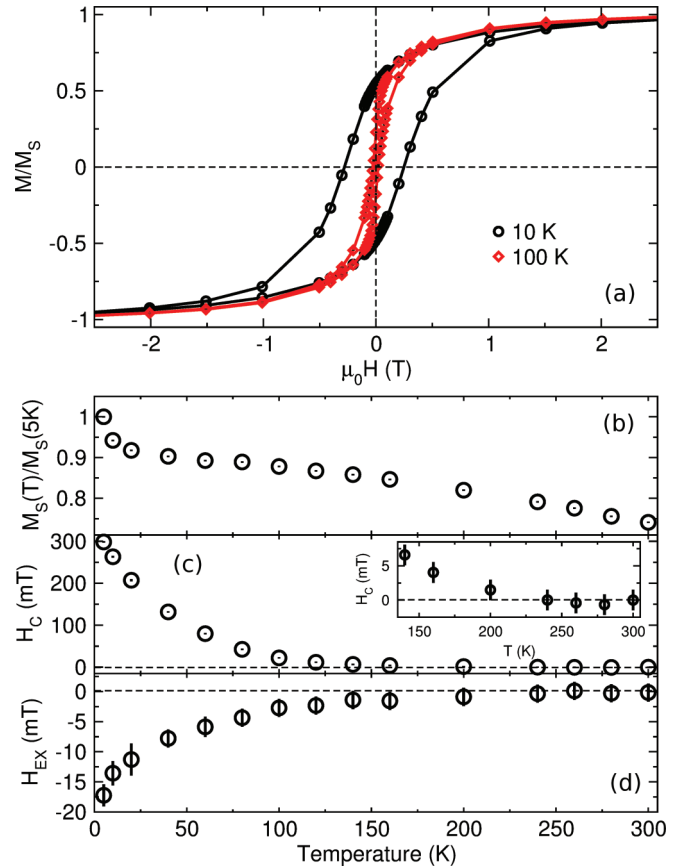 1
0.5
0
-0.5
-1
M/M_S
10 K
100 K
(a)
-2 -1 0 1 2
μ₀H (T)
1
0.9
0.8
M_S(T)/M_S(5K)
(b)
300
200
100
0
H_C (mT)
(c)
5
0
H_C (mT)
150 200 250 300
T (K)
0
-5
-10
-15
-20
H_EX (mT)
(d)
0 50 100 150 200 250 300
Temperature (K)